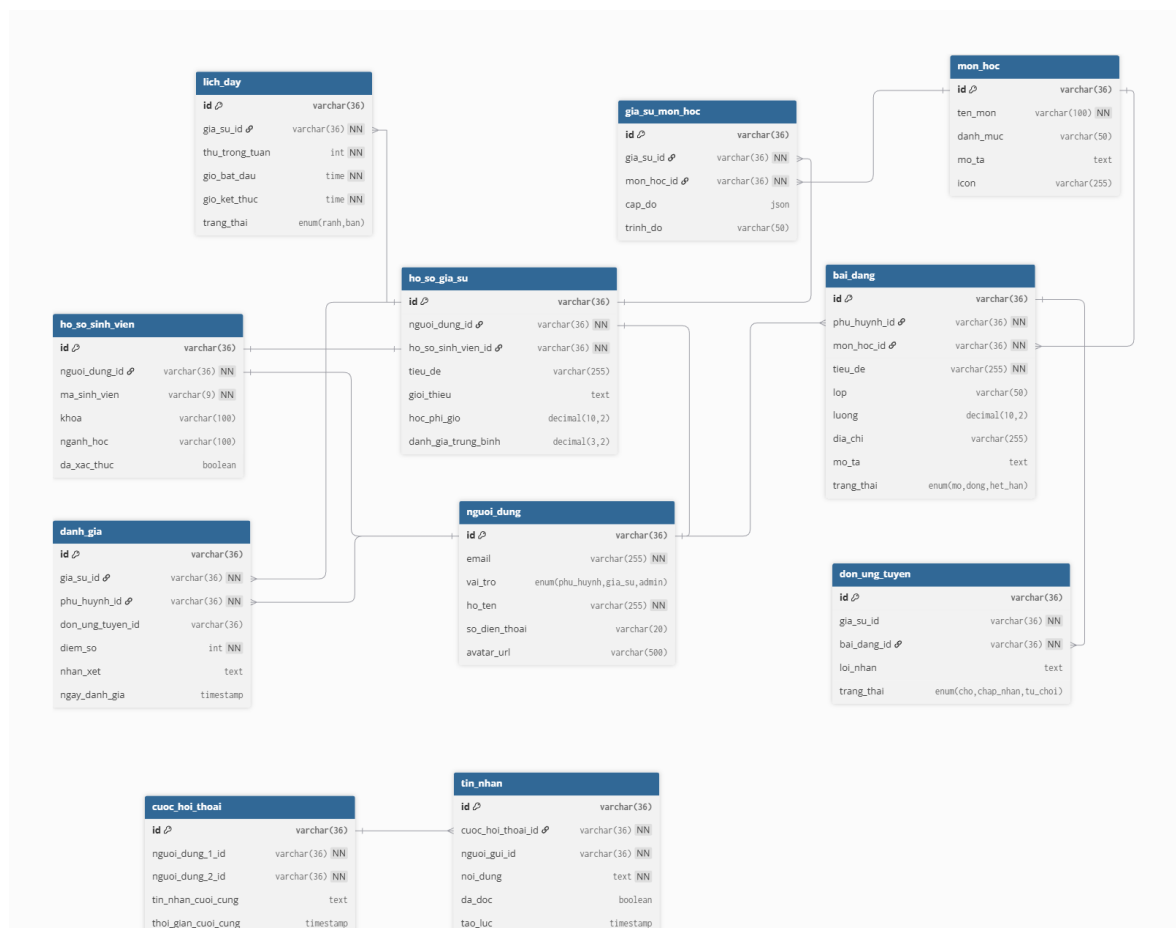 lich_day
id varchar(36)
gia_su_id varchar(36) NN
thu_trong_tuan int NN
gio_bat_dau time NN
gio_ket_thuc time NN
trang_thai enum(ranh,ban)
gia_su_mon_hoc
id varchar(36)
gia_su_id varchar(36) NN
mon_hoc_id varchar(36) NN
cap_do json
trinh_do varchar(50)
mon_hoc
id varchar(36)
ten_mon varchar(100) NN
danh_muc varchar(50)
mo_ta text
icon varchar(255)
ho_so_sinh_vien
id varchar(36)
nguoi_dung_id varchar(36) NN
ma_sinh_vien varchar(9) NN
khoa varchar(100)
nganh_hoc varchar(100)
da_xac_thuc boolean
ho_so_gia_su
id varchar(36)
nguoi_dung_id varchar(36) NN
ho_so_sinh_vien_id varchar(36) NN
tieu_de varchar(255)
gioi_thieu text
hoc_phi_gio decimal(10,2)
danh_gia_trung_binh decimal(3,2)
bai_dang
id varchar(36)
phu_huynh_id varchar(36) NN
mon_hoc_id varchar(36) NN
tieu_de varchar(255) NN
lop varchar(50)
luong decimal(10,2)
dia_chi varchar(255)
mo_ta text
trang_thai enum(mo,dong,het_han)
danh_gia
id varchar(36)
gia_su_id varchar(36) NN
phu_huynh_id varchar(36) NN
don_ung_tuyen_id varchar(36)
diem_so int NN
nhan_xet text
ngay_danh_gia timestamp
nguoi_dung
id varchar(36)
email varchar(255) NN
vai_tro enum(phu_huynh,gia_su,admin)
ho_ten varchar(255) NN
so_dien_thoai varchar(20)
avatar_url varchar(500)
don_ung_tuyen
id varchar(36)
gia_su_id varchar(36) NN
bai_dang_id varchar(36) NN
loi_nhan text
trang_thai enum(cho,chap_nhan,tu_choi)
cuoc_hoi_thoai
id varchar(36)
nguoi_dung_1_id varchar(36) NN
nguoi_dung_2_id varchar(36) NN
tin_nhan_cuoi_cung text
thoi_gian_cuoi_cung timestamp
tin_nhan
id varchar(36)
cuoc_hoi_thoai_id varchar(36) NN
nguoi_gui_id varchar(36) NN
noi_dung text NN
da_doc boolean
tao_luc timestamp